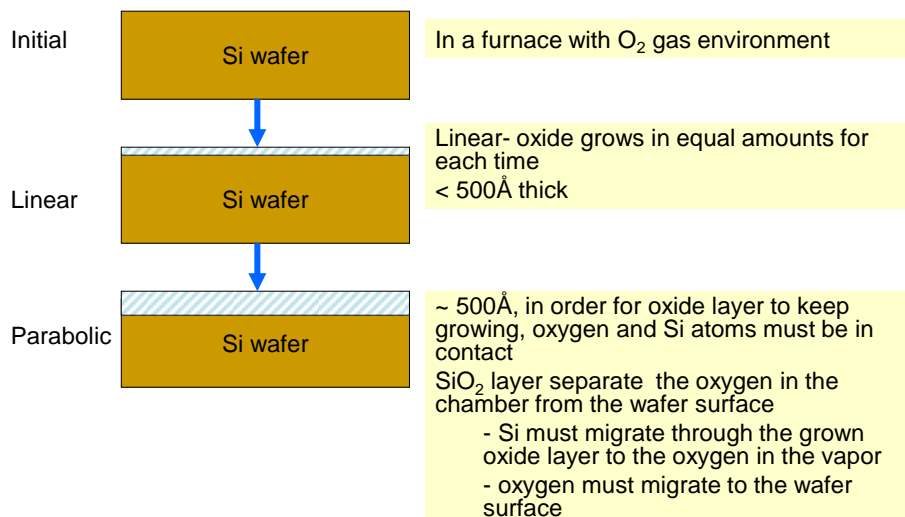 Initial
Si wafer
In a furnace with O₂ gas environment
Linear
Si wafer
Linear- oxide grows in equal amounts for
each time
< 500Å thick
Parabolic
Si wafer
~ 500Å, in order for oxide layer to keep
growing, oxygen and Si atoms must be in
contact
SiO₂ layer separate the oxygen in the
chamber from the wafer surface
- Si must migrate through the grown
oxide layer to the oxygen in the vapor
- oxygen must migrate to the wafer
surface